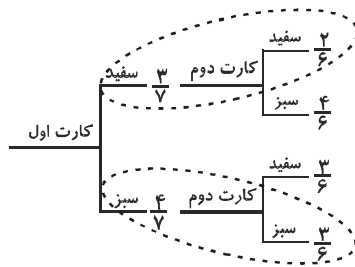 سفید ۲/۶
سفید ۳/۷ کارت دوم
سبز ۴/۶
کارت اول
سفید ۳/۶
سبز ۴/۷ کارت دوم
سبز ۳/۶